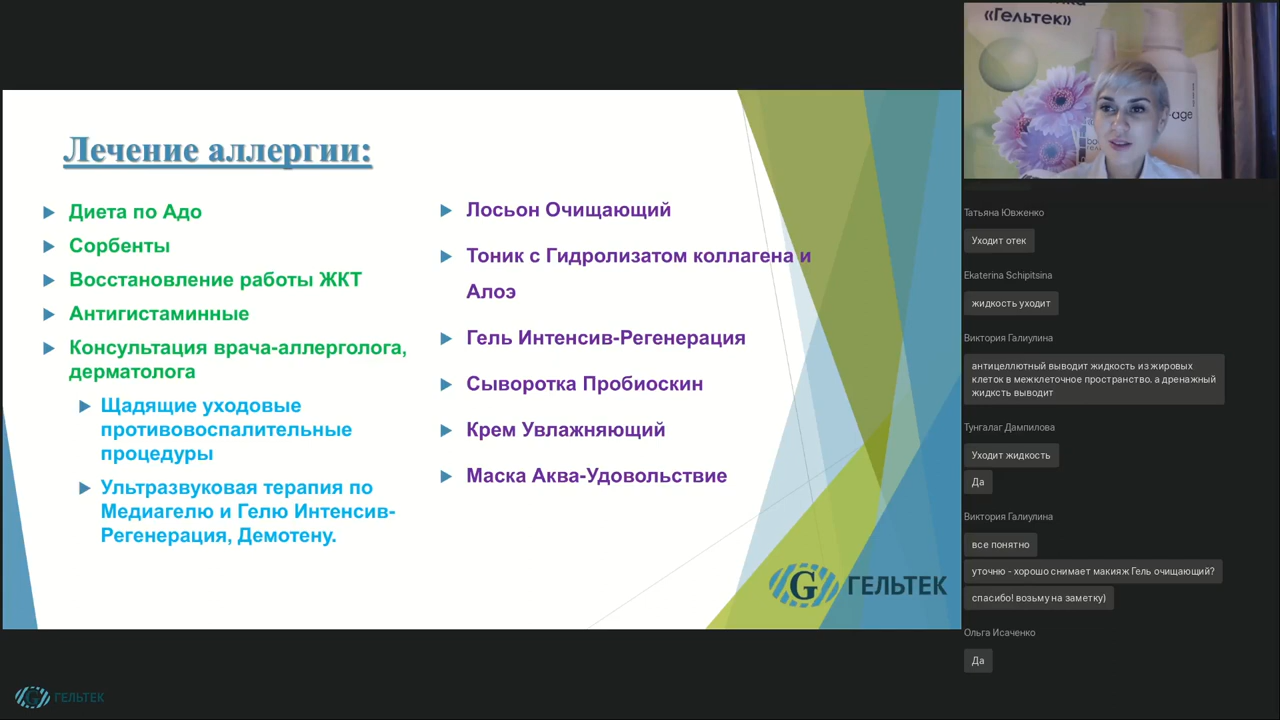 Лечение аллергии:
Диета по Адо
Сорбенты
Восстановление работы ЖКТ
Антигистаминные
Консультация врача-аллерголога,
дерматолога
Щадящие уходовые
противовоспалительные
процедуры
Ультразвуковая терапия по
Медиагелю и Гелю Интенсив-
Регенерация, Демотену.
Лосьон Очищающий
Тоник с Гидролизатом коллагена и
Алоэ
Гель Интенсив-Регенерация
Сыворотка Пробиоскин
Крем Увлажняющий
Маска Аква-Удовольствие
G ГЕЛЬТЕК
G ГЕЛЬТЕК
«Гельтек»
age
Татьяна Ювженко
Уходит отек
Ekaterina Schipitsina
жидкость уходит
Виктория Галиулина
антицеллютный выводит жидкость из жировых
клеток в межклеточное пространство. а дренажный
жидксть выводит
Тунгалаг Дампилова
Уходит жидкость
Да
Виктория Галиулина
все понятно
уточню - хорошо снимает макияж Гель очищающий?
спасибо! возьму на заметку)
Ольга Исаченко
Да